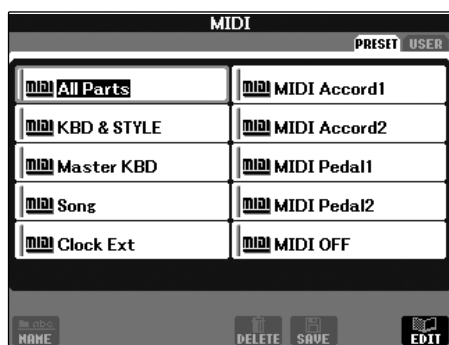 MIDI
PRESET USER
MIDI All Parts
MIDI KBD & STYLE
MIDI Master KBD
MIDI Song
MIDI Clock Ext
MIDI MIDI Accord1
MIDI MIDI Accord2
MIDI MIDI Pedal1
MIDI MIDI Pedal2
MIDI MIDI OFF
abc
NAME DELETE SAVE EDIT